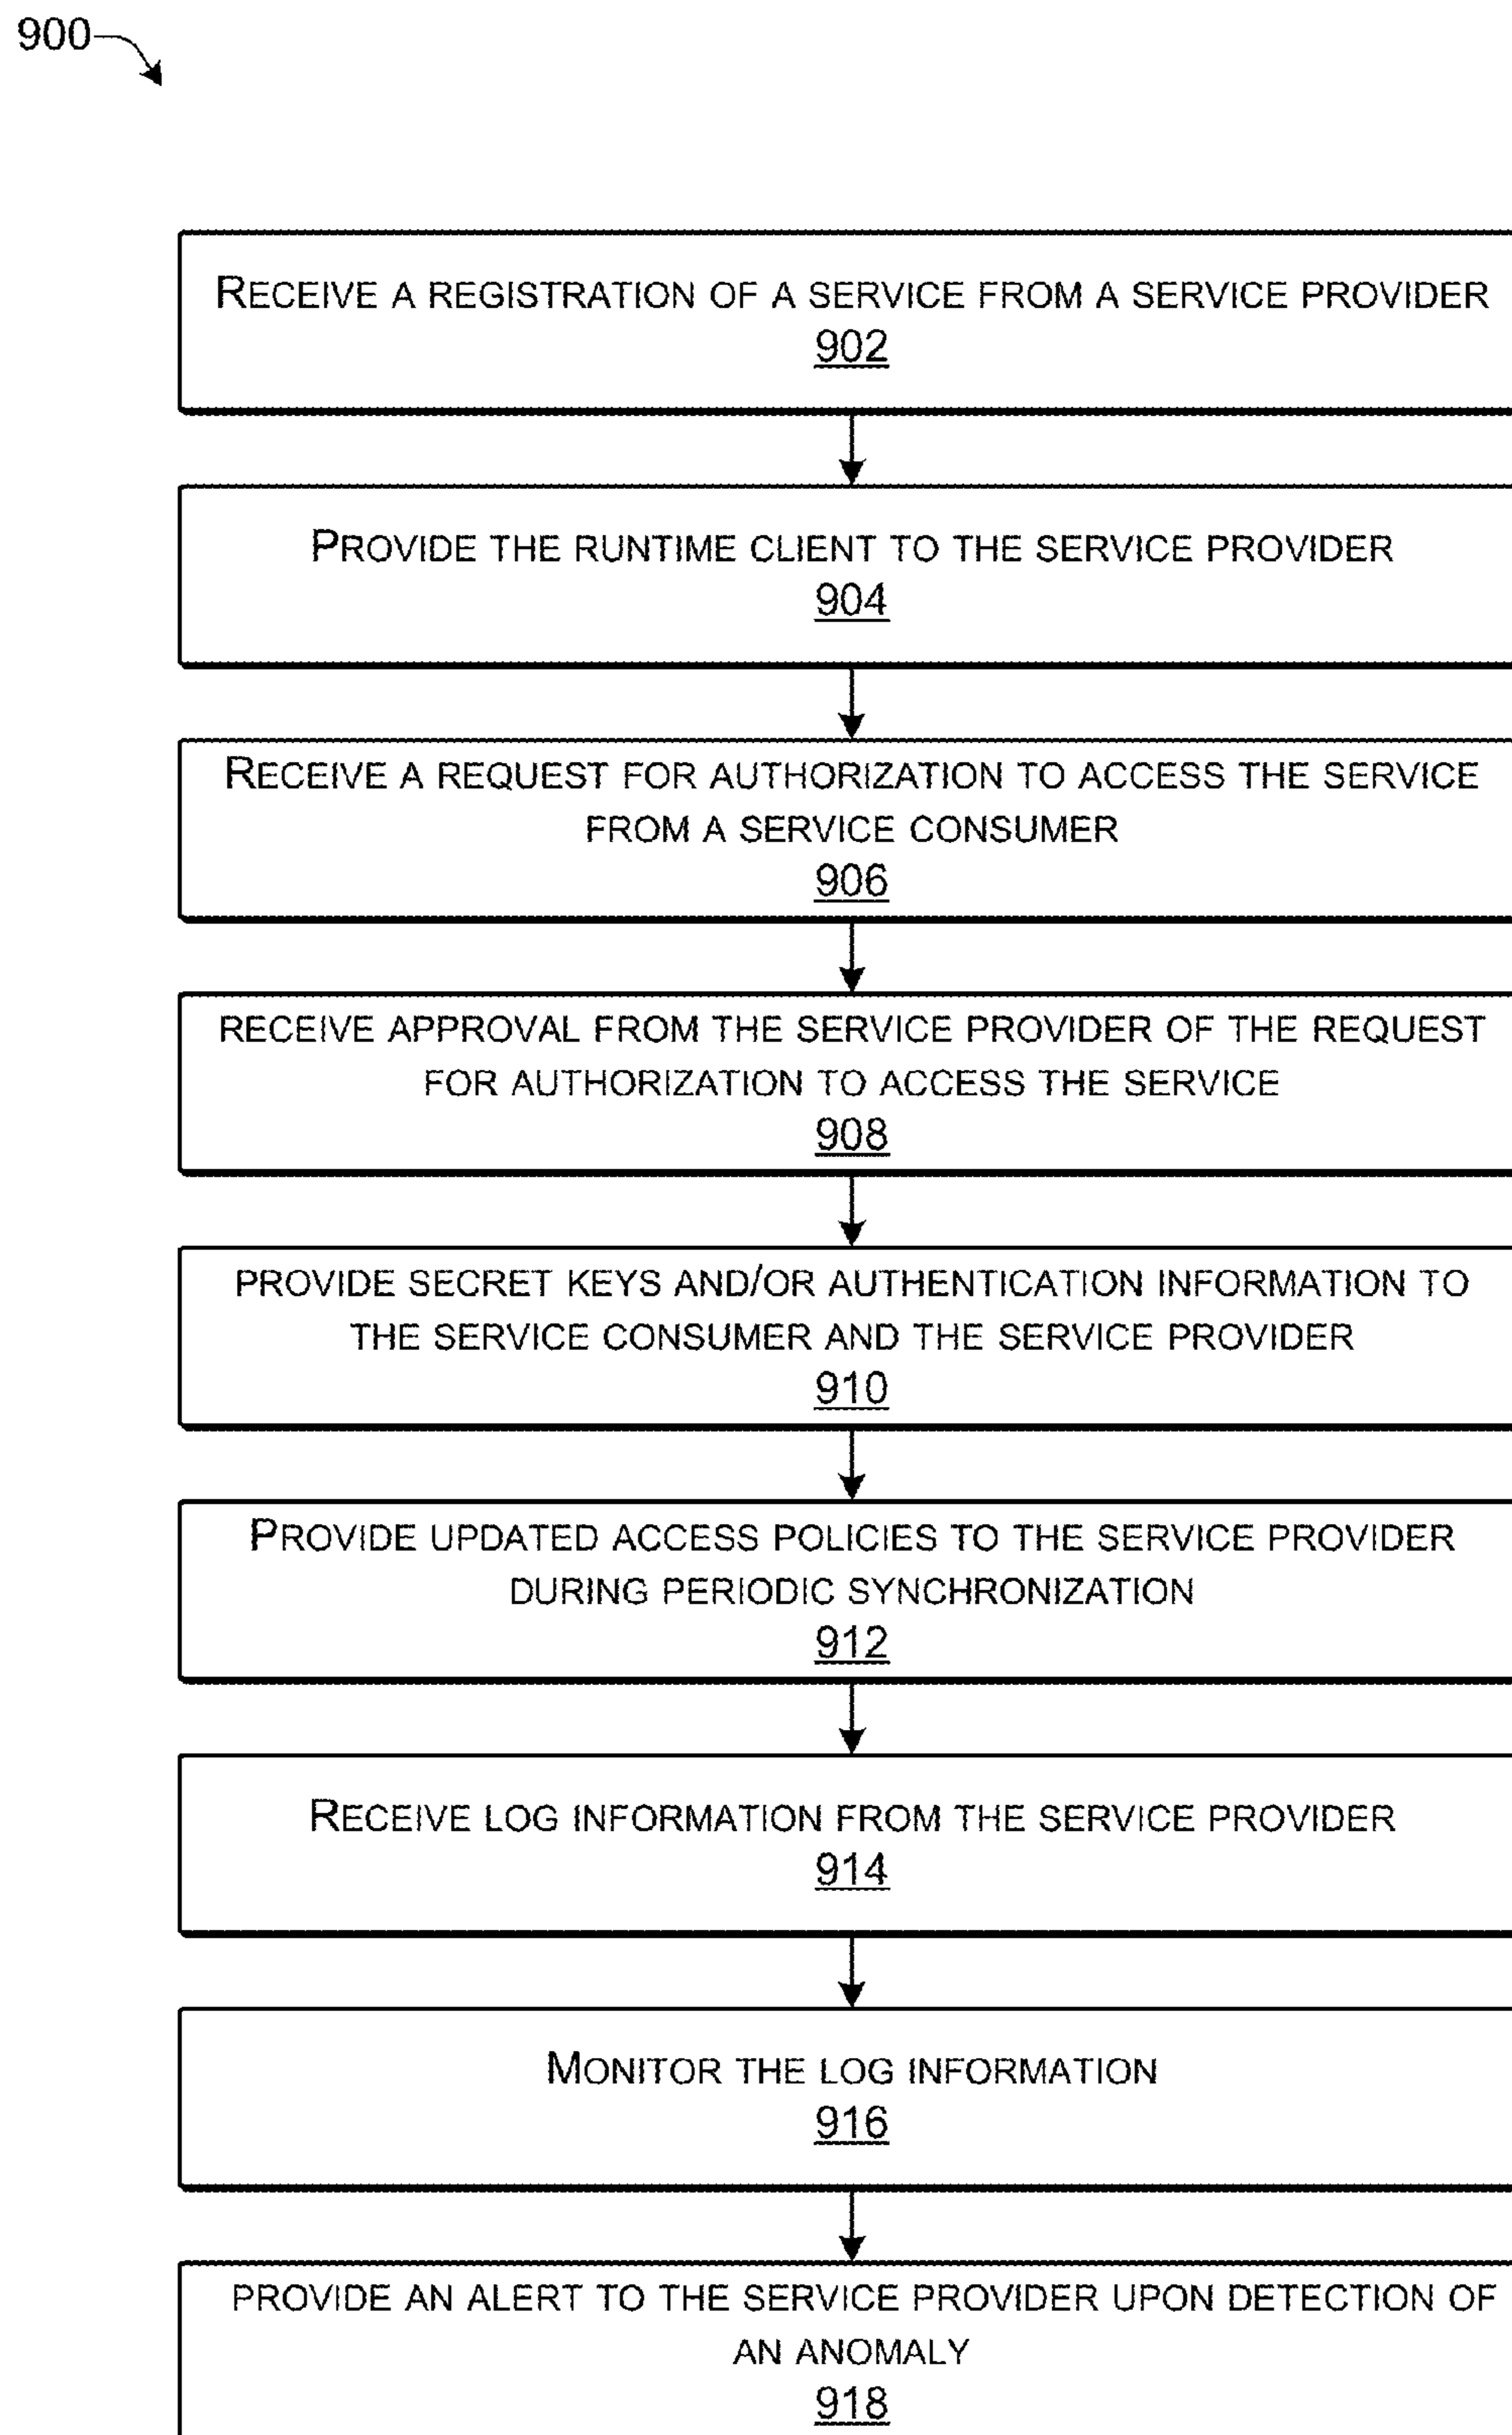 900
RECEIVE A REGISTRATION OF A SERVICE FROM A SERVICE PROVIDER
902
PROVIDE THE RUNTIME CLIENT TO THE SERVICE PROVIDER
904
RECEIVE A REQUEST FOR AUTHORIZATION TO ACCESS THE SERVICE
FROM A SERVICE CONSUMER
906
RECEIVE APPROVAL FROM THE SERVICE PROVIDER OF THE REQUEST
FOR AUTHORIZATION TO ACCESS THE SERVICE
908
PROVIDE SECRET KEYS AND/OR AUTHENTICATION INFORMATION TO
THE SERVICE CONSUMER AND THE SERVICE PROVIDER
910
PROVIDE UPDATED ACCESS POLICIES TO THE SERVICE PROVIDER
DURING PERIODIC SYNCHRONIZATION
912
RECEIVE LOG INFORMATION FROM THE SERVICE PROVIDER
914
MONITOR THE LOG INFORMATION
916
PROVIDE AN ALERT TO THE SERVICE PROVIDER UPON DETECTION OF
AN ANOMALY
918